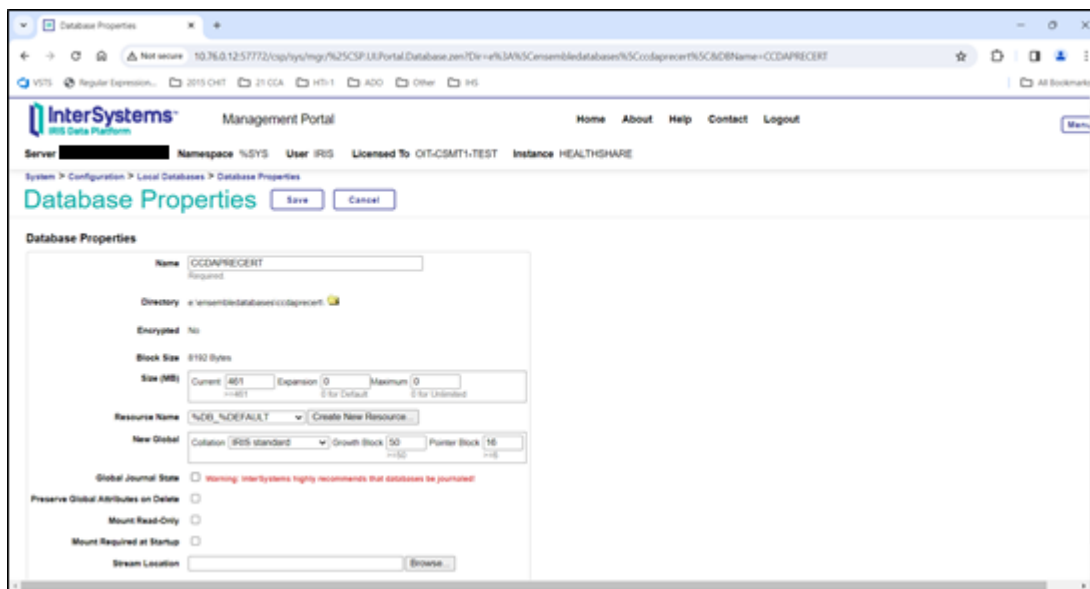 Database Properties
Not secure 10.76.0.12:57772/csp/sys/mgr/%25CSP.UI.Portal.Database.zen?Dir=e%3A%5Censembledatabases%5Cccdaprecert%5C&DBName=CCDAPRECERT
VSTS Regular Expression... 2015 CHIT 21 CCA HTI-1 ADO Other IHS All Bookmarks
InterSystems™ Management Portal Home About Help Contact Logout
IRIS Data Platform Menu
Server Namespace %SYS User IRIS Licensed To OIT-CSMT1-TEST Instance HEALTHSHARE
System > Configuration > Local Databases > Database Properties
Database Properties Save Cancel
Database Properties
Name CCDAPRECERT
Required.
Directory e:\ensembledatabases\ccdaprecert\
Encrypted No
Block Size 8192 Bytes
Size (MB) Current 461 Expansion 0 Maximum 0
>=461 0 for Default 0 for Unlimited
Resource Name %DB_%DEFAULT Create New Resource...
New Global Collation IRIS standard Growth Block 50 Pointer Block 16
>=50 >=6
Global Journal State Warning: InterSystems highly recommends that databases be journaled!
Preserve Global Attributes on Delete
Mount Read-Only
Mount Required at Startup
Stream Location Browse...